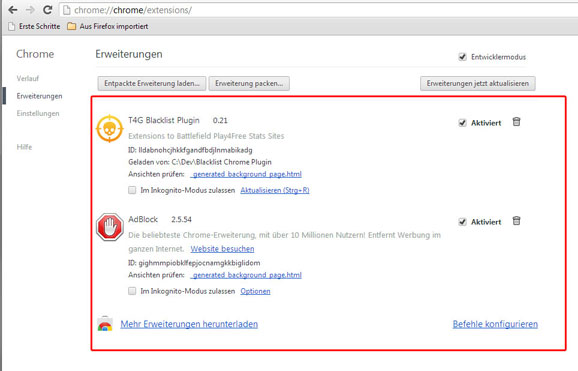 chrome://chrome/extensions/
Erste Schritte Aus Firefox importiert
Chrome
Erweiterungen
Entwicklermodus
Verlauf
Erweiterungen
Einstellungen
Hilfe
Entpackte Erweiterung laden... Erweiterung packen... Erweiterungen jetzt aktualisieren
T4G Blacklist Plugin 0.21
Aktiviert
Extensions to Battlefield Play4Free Stats Sites
ID: lldabnohcjhkkfgandfbdjlnmabikadg
Geladen von: C:\Dev\Blacklist Chrome Plugin
Ansichten prüfen: _generated_background_page.html
Im Inkognito-Modus zulassen Aktualisieren (Strg+R)
AdBlock 2.5.54
Aktiviert
Die beliebteste Chrome-Erweiterung, mit über 10 Millionen Nutzern! Entfernt Werbung im
ganzen Internet. Website besuchen
ID: gighmmpiobklfepjocnamgkkbiglidom
Ansichten prüfen: _generated_background_page.html
Im Inkognito-Modus zulassen Optionen
Mehr Erweiterungen herunterladen Befehle konfigurieren